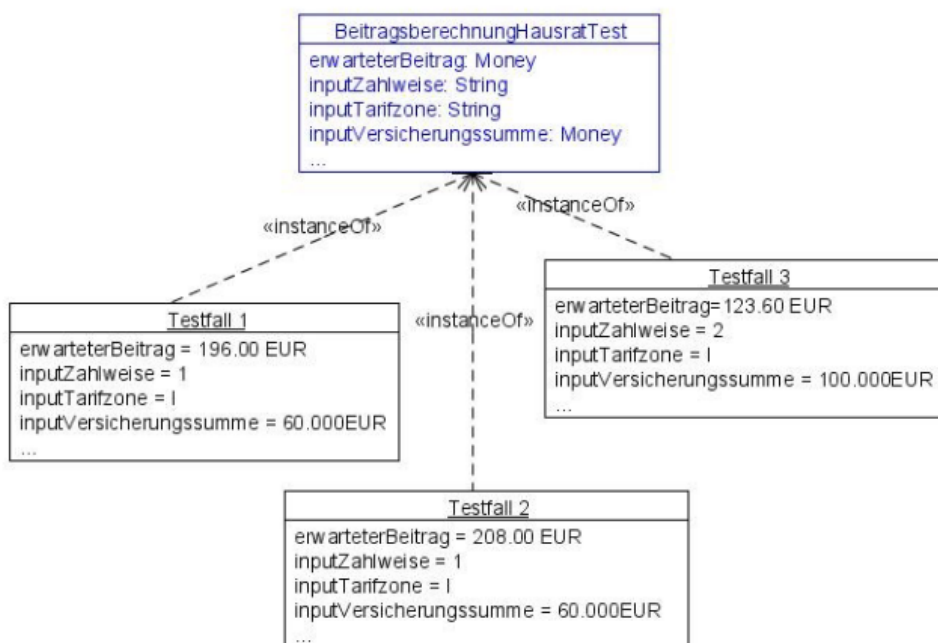 BeitragsberechnungHausratTest
erwarteterBeitrag: Money
inputZahlweise: String
inputTarifzone: String
inputVersicherungssumme: Money
...
«instanceOf»
«instanceOf»
«instanceOf»
Testfall 1
erwarteterBeitrag = 196.00 EUR
inputZahlweise = 1
inputTarifzone = I
inputVersicherungssumme = 60.000EUR
...
Testfall 3
erwarteterBeitrag=123.60 EUR
inputZahlweise = 2
inputTarifzone = I
inputVersicherungssumme = 100.000EUR
...
Testfall 2
erwarteterBeitrag = 208.00 EUR
inputZahlweise = 1
inputTarifzone = I
inputVersicherungssumme = 60.000EUR
...